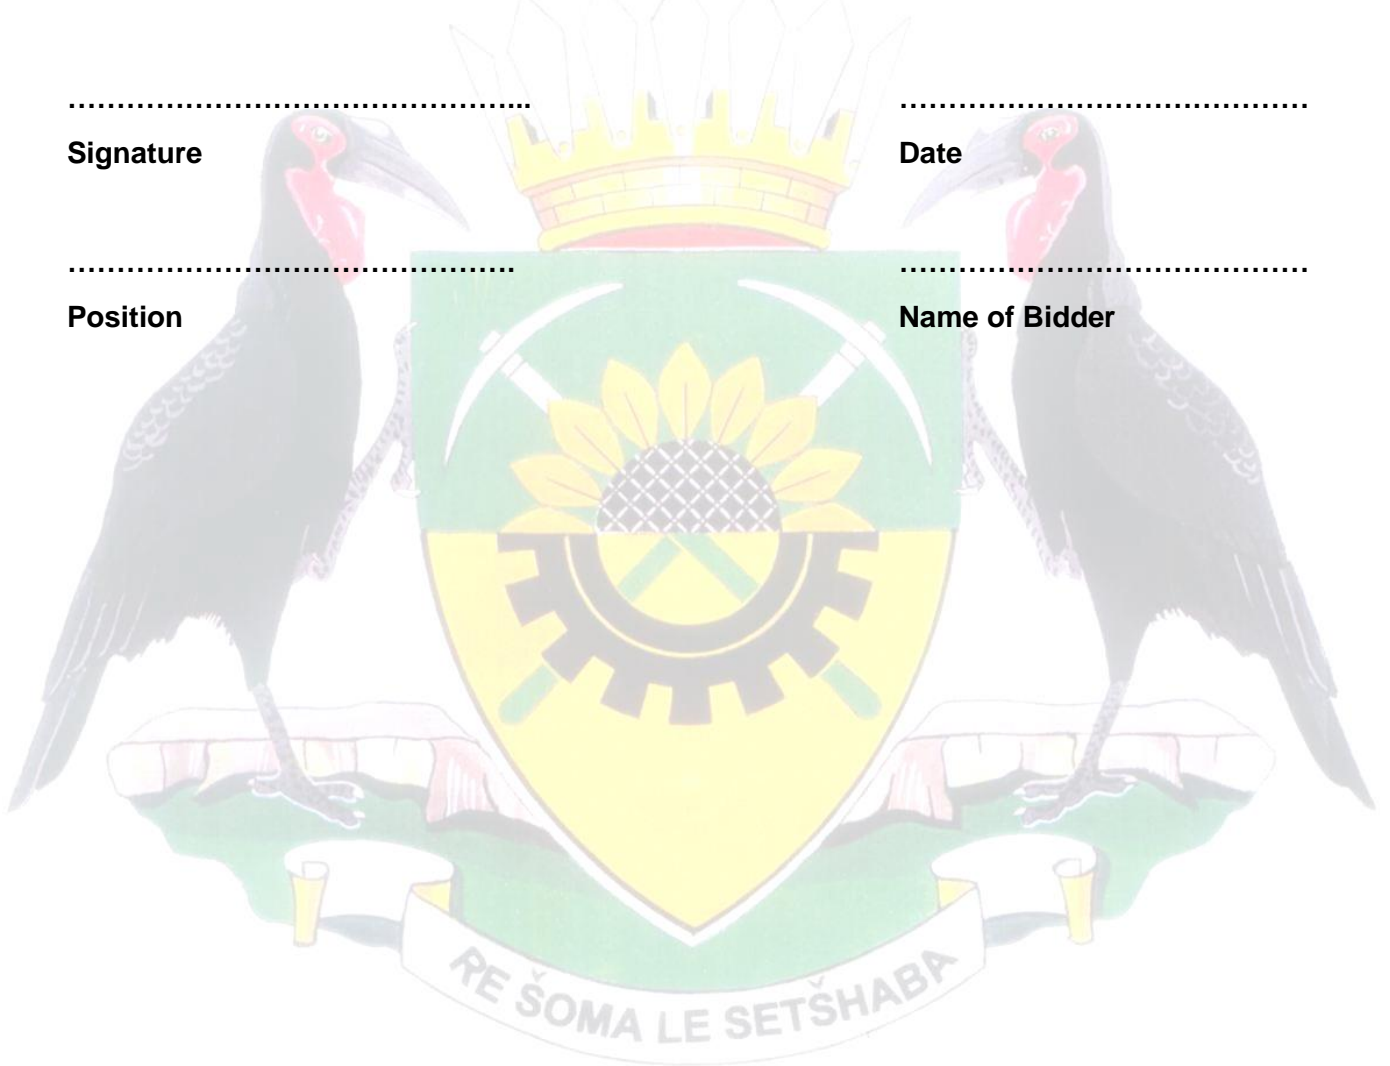 …………………………………………... ……………………………………
Signature Date
………………………………………. ……………………………………
Position Name of Bidder
RE ŠOMA LE SETŠHABA